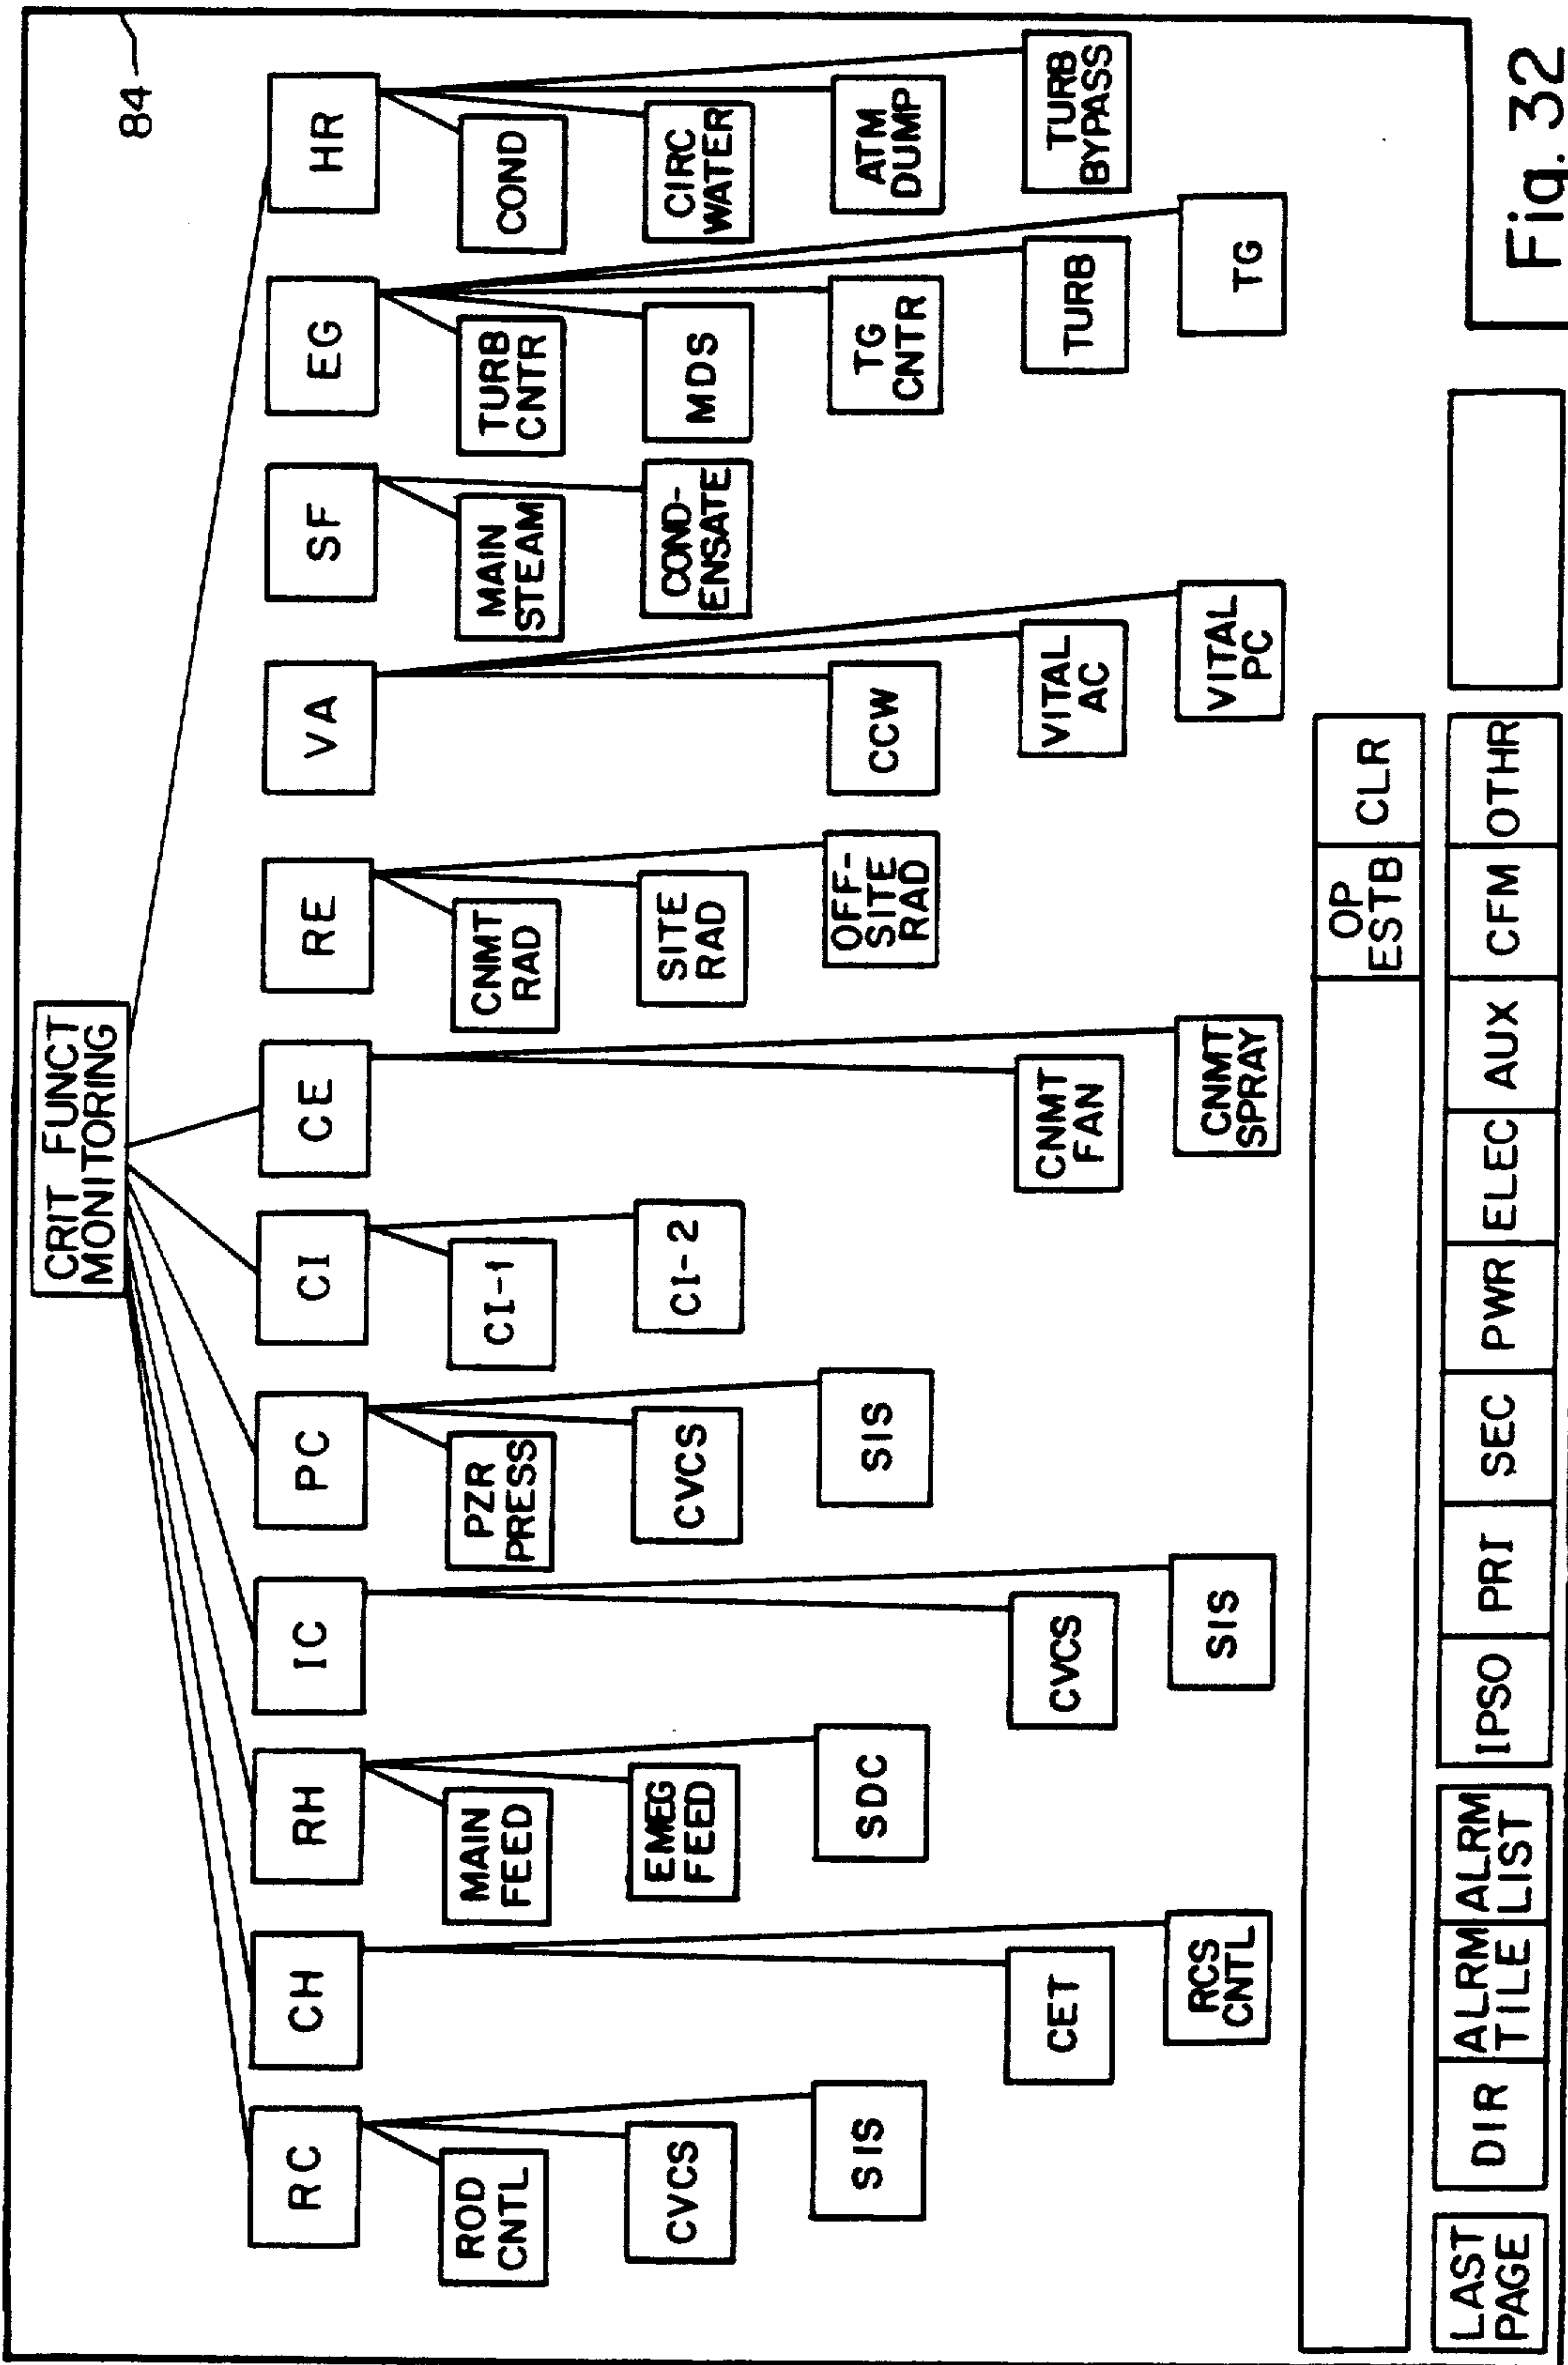 84
CRIT FUNCT
MONITORING
RC
CH
RH
IC
PC
CI
CE
RE
VA
SF
EG
HR
ROD
CNTL
MAIN
FEED
PZR
PRESS
CI-1
CNMT
RAD
MAIN
STEAM
TURB
CNTR
COND
CVCS
EMEG
FEED
CVCS
CI-2
SITE
RAD
COND-
ENSATE
MDS
CIRC
WATER
SIS
SDC
SIS
OFF-
SITE
RAD
CCW
TG
CNTR
ATM
DUMP
CET
CVCS
CNMT
FAN
VITAL
AC
TURB
TURB
BYPASS
RCS
CNTL
SIS
CNMT
SPRAY
VITAL
PC
TG
OP
ESTB
CLR
LAST
PAGE
DIR
ALRM
TILE
ALRM
LIST
IPSO
PRI
SEC
PWR
ELEC
AUX
CFM
OTHR
Fig. 32